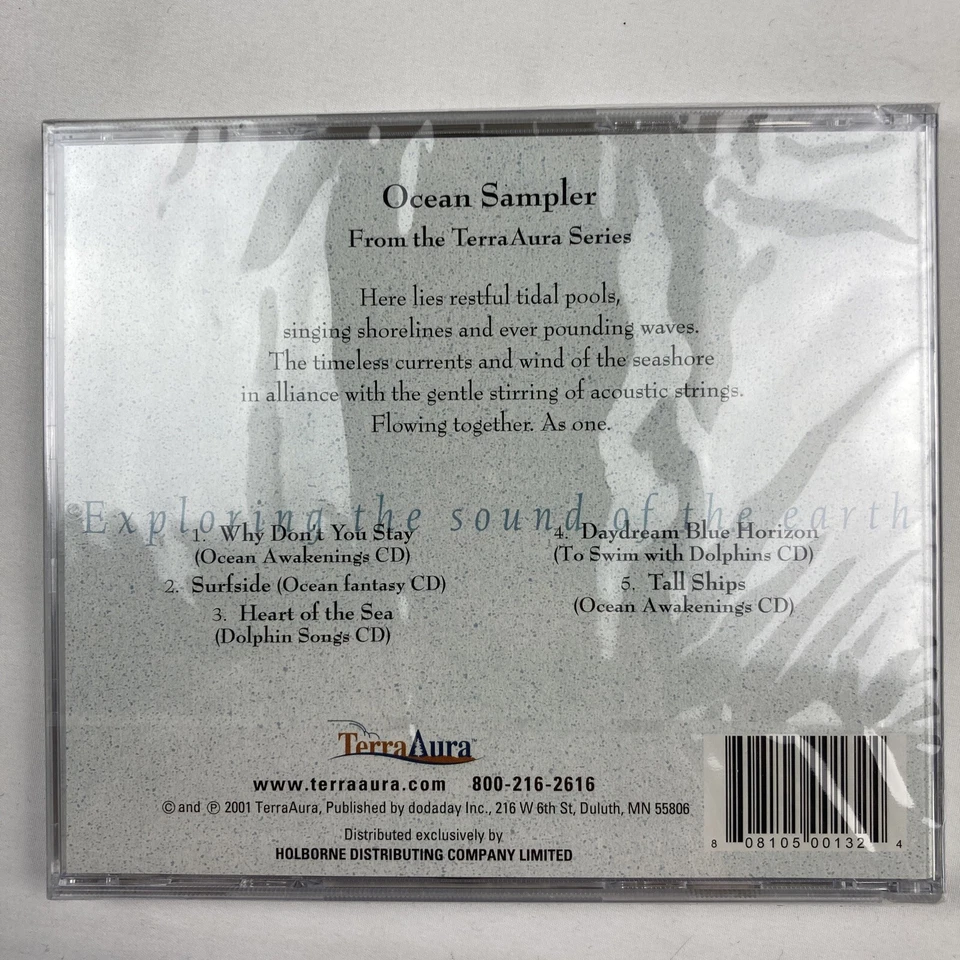 Ocean Sampler
From the TerraAura Series
Here lies restful tidal pools,
singing shorelines and ever pounding waves.
The timeless currents and wind of the seashore
in alliance with the gentle stirring of acoustic strings.
Flowing together. As one.
Exploring the sound of the earth
1. Why Don't You Stay
(Ocean Awakenings CD)
2. Surfside (Ocean fantasy CD)
3. Heart of the Sea
(Dolphin Songs CD)
4. Daydream Blue Horizon
(To Swim with Dolphins CD)
5. Tall Ships
(Ocean Awakenings CD)
TerraAura™
www.terraaura.com 800-216-2616
© and ℗ 2001 TerraAura, Published by dodaday Inc., 216 W 6th St, Duluth, MN 55806
Distributed exclusively by
HOLBORNE DISTRIBUTING COMPANY LIMITED
8 08105 00132 4